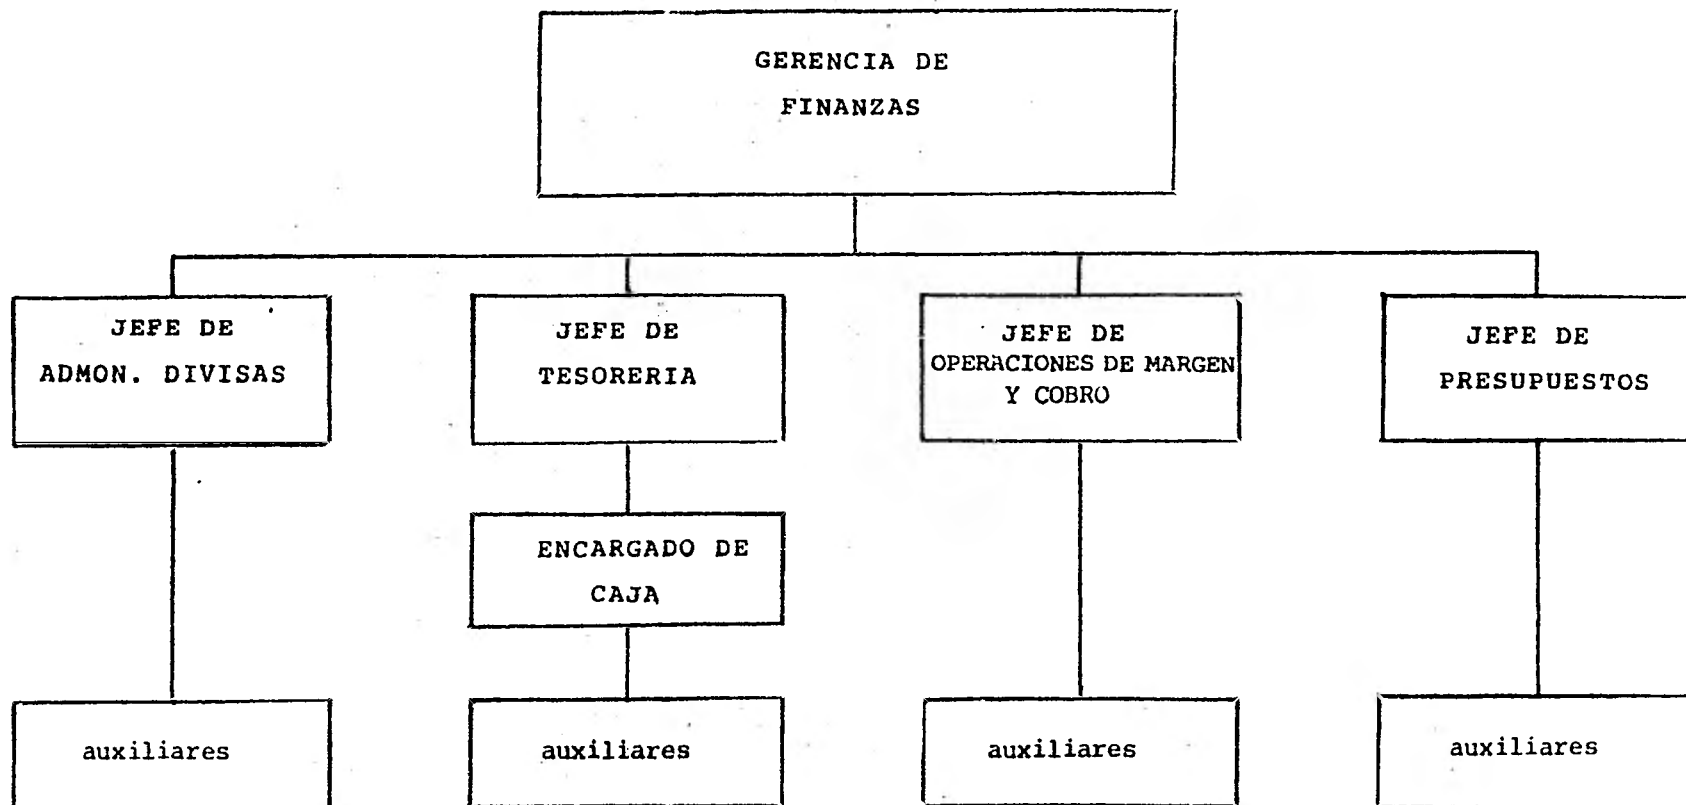 GERENCIA DE
FINANZAS
JEFE DE
ADMON. DIVISAS
JEFE DE
TESORERIA
JEFE DE
OPERACIONES DE MARGEN
Y COBRO
JEFE DE
PRESUPUESTOS
ENCARGADO DE
CAJA
auxiliares
auxiliares
auxiliares
auxiliares